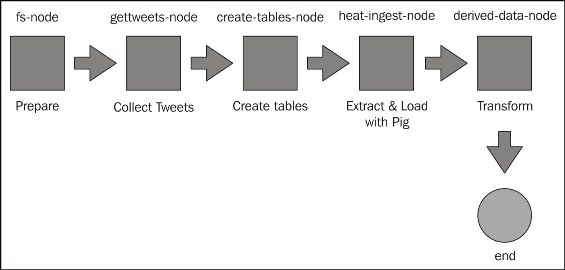 fs-node
gettweets-node
create-tables-node
heat-ingest-node
derived-data-node
Prepare
Collect Tweets
Create tables
Extract & Load
with Pig
Transform
end